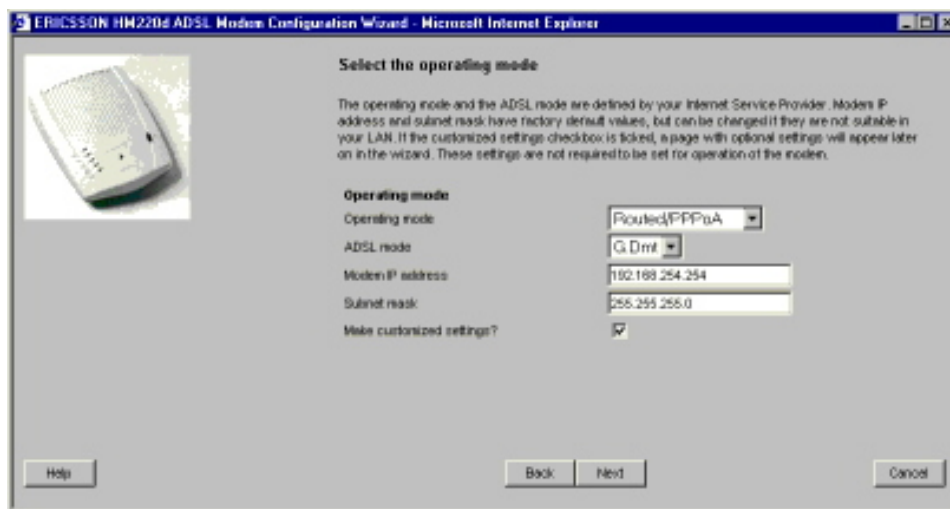 ERICSSON HM220d ADSL Modem Configuration Wizard - Microsoft Internet Explorer
Select the operating mode
The operating mode and the ADSL mode are defined by your Internet Service Provider. Modem IP
address and subnet mask have factory default values, but can be changed if they are not suitable in
your LAN. If the customized settings checkbox is ticked, a page with optional settings will appear later
on in the wizard. These settings are not required to be set for operation of the modem.
Operating mode
Operating mode Routed/PPPoA
ADSL mode G.Dmt
Modem IP address 192.168.254.254
Subnet mask 255.255.255.0
Make customized settings?
Help Back Next Cancel